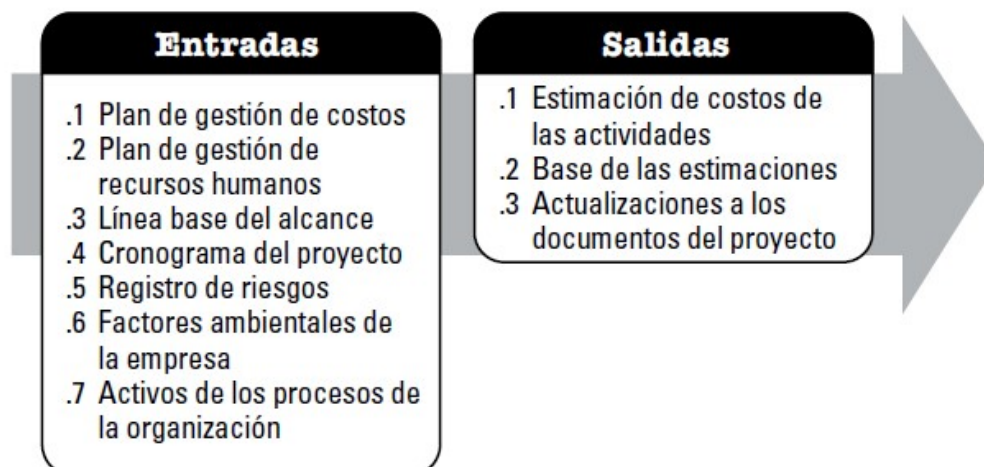 Entradas
.1 Plan de gestión de costos
.2 Plan de gestión de
recursos humanos
.3 Línea base del alcance
.4 Cronograma del proyecto
.5 Registro de riesgos
.6 Factores ambientales de
la empresa
.7 Activos de los procesos de
la organización
Salidas
.1 Estimación de costos de
las actividades
.2 Base de las estimaciones
.3 Actualizaciones a los
documentos del proyecto